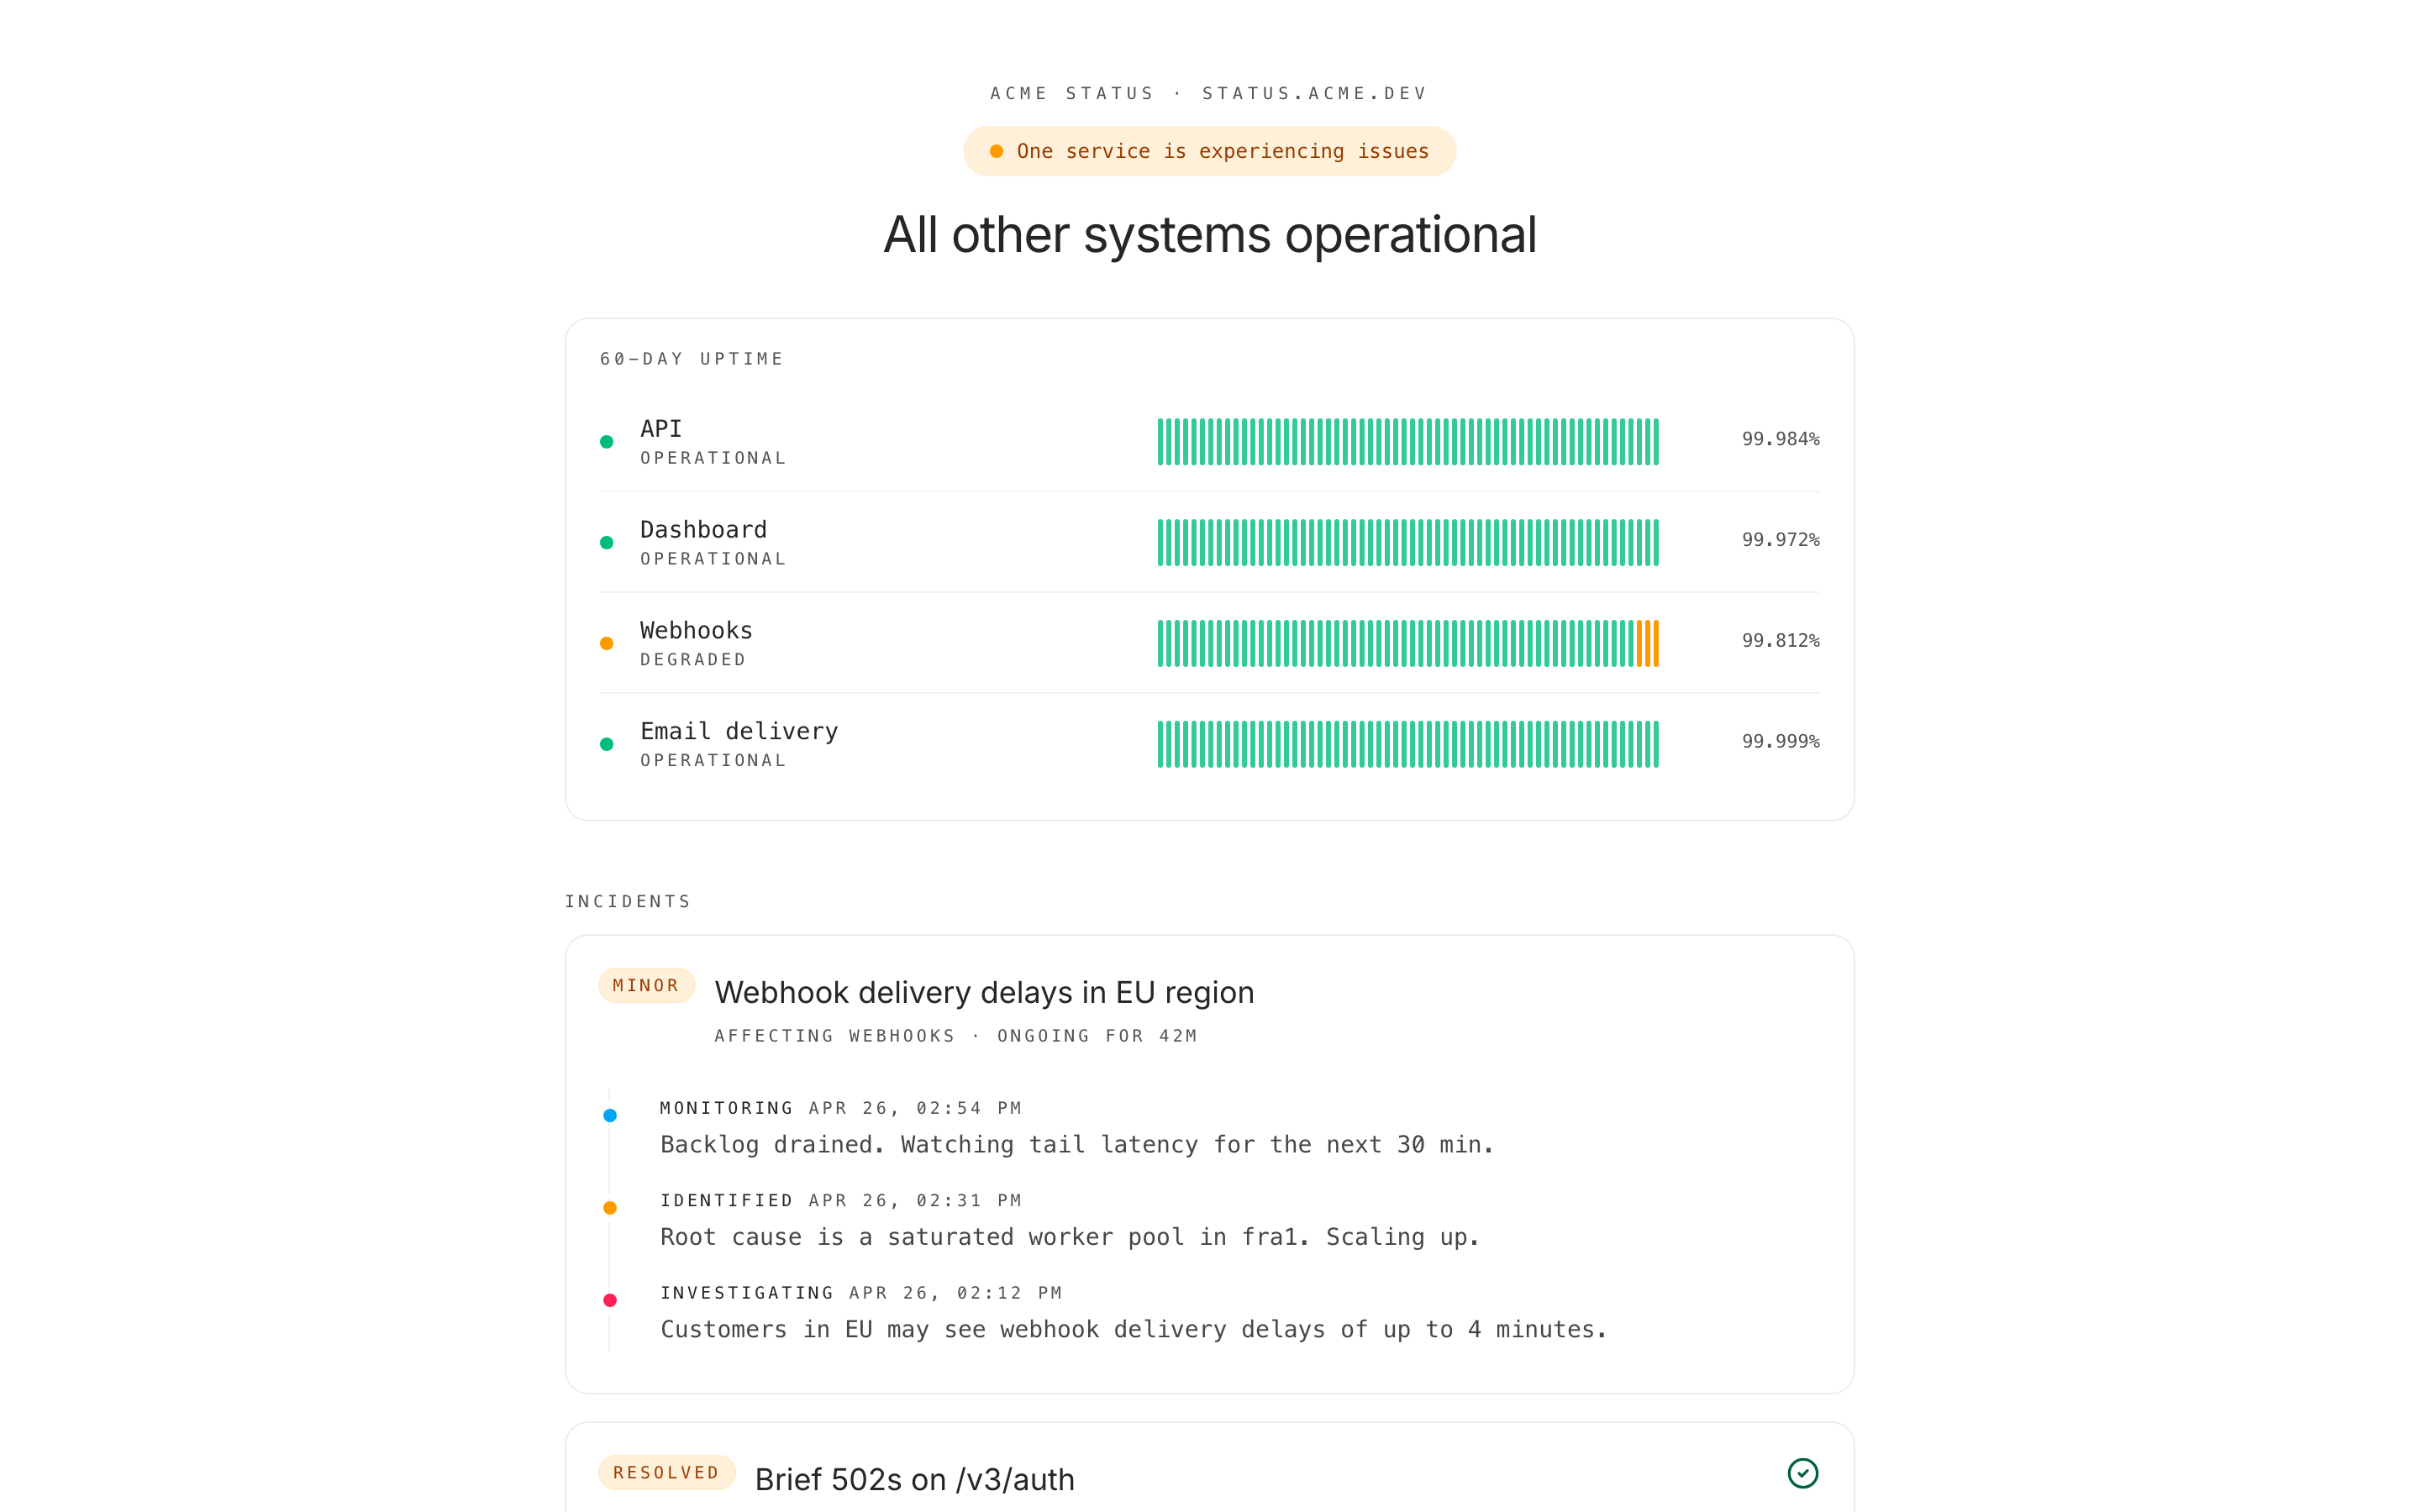 ACME STATUS · STATUS.ACME.DEV
One service is experiencing issues
All other systems operational
60-DAY UPTIME
API
OPERATIONAL
99.984%
Dashboard
OPERATIONAL
99.972%
Webhooks
DEGRADED
99.812%
Email delivery
OPERATIONAL
99.999%
INCIDENTS
MINOR
Webhook delivery delays in EU region
AFFECTING WEBHOOKS · ONGOING FOR 42M
MONITORING APR 26, 02:54 PM
Backlog drained. Watching tail latency for the next 30 min.
IDENTIFIED APR 26, 02:31 PM
Root cause is a saturated worker pool in fra1. Scaling up.
INVESTIGATING APR 26, 02:12 PM
Customers in EU may see webhook delivery delays of up to 4 minutes.
RESOLVED
Brief 502s on /v3/auth